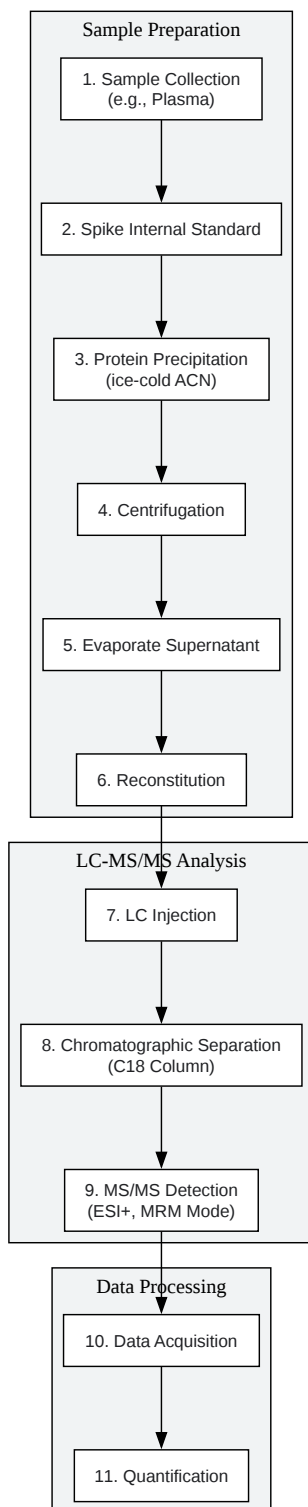 Sample Preparation
1. Sample Collection
(e.g., Plasma)
2. Spike Internal Standard
3. Protein Precipitation
(ice-cold ACN)
4. Centrifugation
5. Evaporate Supernatant
6. Reconstitution
LC-MS/MS Analysis
7. LC Injection
8. Chromatographic Separation
(C18 Column)
9. MS/MS Detection
(ESI+, MRM Mode)
Data Processing
10. Data Acquisition
11. Quantification